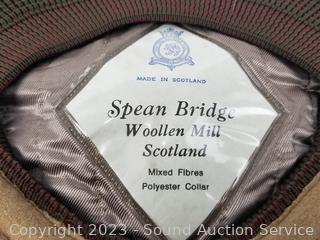 MADE IN SCOTLAND
Spean Bridge
Woollen Mill
Scotland
Mixed Fibres
Polyester Collar
Copyright 2023 - Sound Auction Service